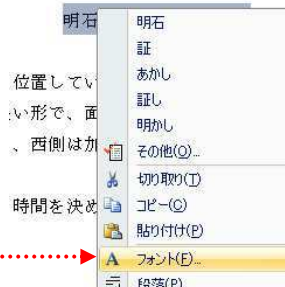 明石
位置してい
い形で、面
、西側は加
時間を決め
明石
証
あかし
証し
明かし
その他(O)...
切り取り(T)
コピー(C)
貼り付け(P)
フォント(F)...
段落(P)